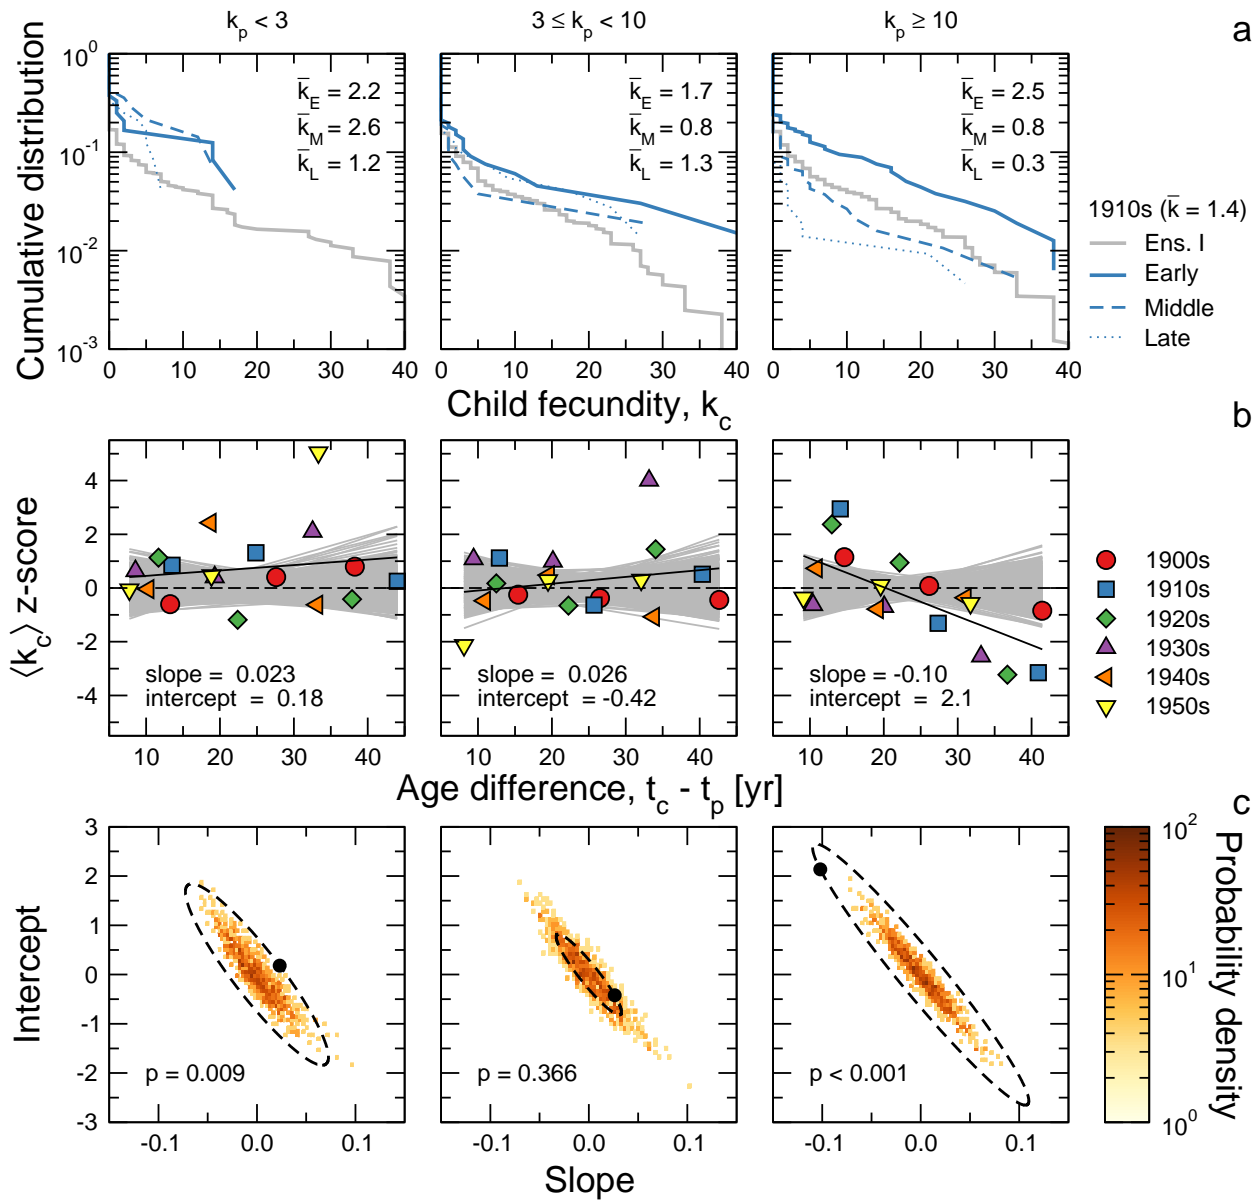 k_p < 3
3 ≤ k_p < 10
k_p ≥ 10
a
Cumulative distribution
10^0
10^-1
10^-2
10^-3
k̄_E = 2.2
k̄_M = 2.6
k̄_L = 1.2
k̄_E = 1.7
k̄_M = 0.8
k̄_L = 1.3
k̄_E = 2.5
k̄_M = 0.8
k̄_L = 0.3
1910s (k̄ = 1.4)
Ens. I
Early
Middle
Late
0 10 20 30 40
0 10 20 30 40
0 10 20 30 40
Child fecundity, k_c
b
⟨k_c⟩ z-score
4
2
0
-2
-4
slope = 0.023
intercept = 0.18
slope = 0.026
intercept = -0.42
slope = -0.10
intercept = 2.1
1900s
1910s
1920s
1930s
1940s
1950s
10 20 30 40
10 20 30 40
10 20 30 40
Age difference, t_c - t_p [yr]
c
Intercept
3
2
1
0
-1
-2
-3
p = 0.009
p = 0.366
p < 0.001
-0.1 0.0 0.1
-0.1 0.0 0.1
-0.1 0.0 0.1
Slope
10^2
10^1
10^0
Probability density